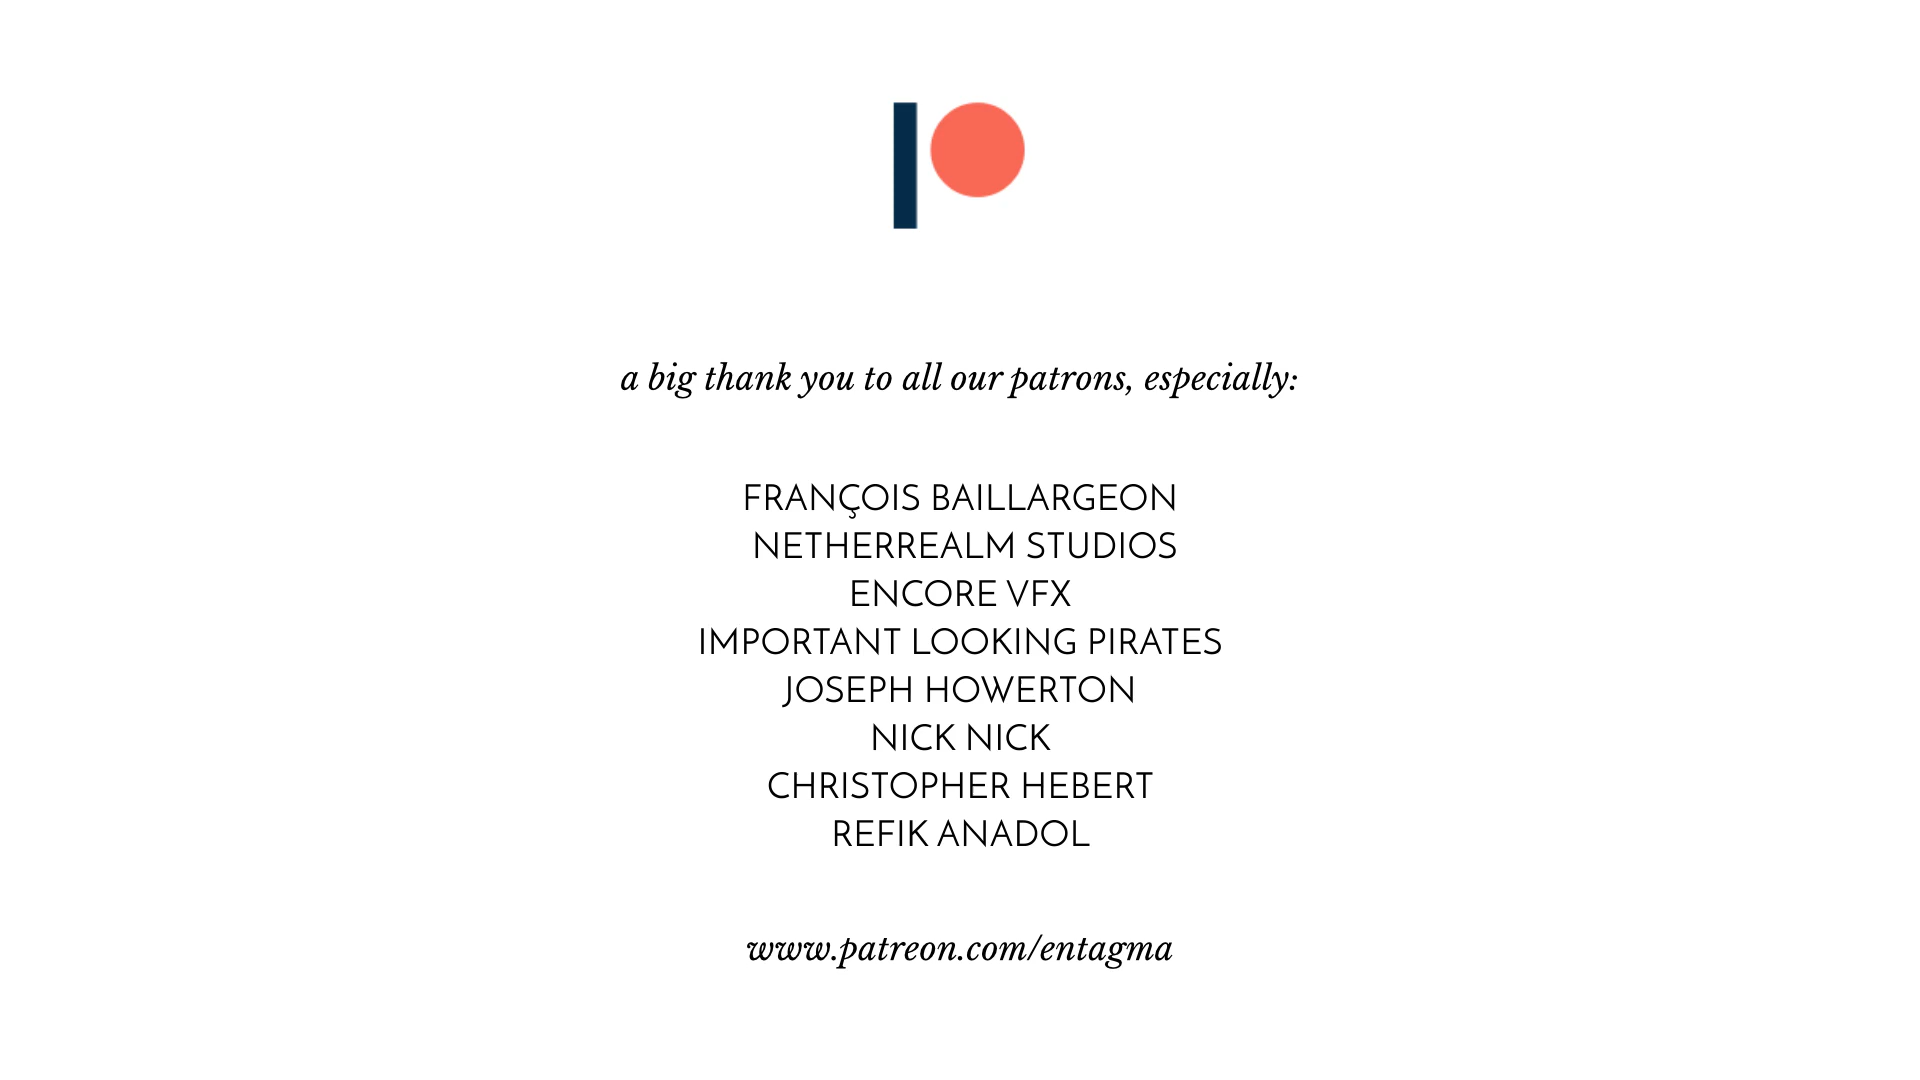 a big thank you to all our patrons, especially:
FRANÇOIS BAILLARGEON
NETHERREALM STUDIOS
ENCORE VFX
IMPORTANT LOOKING PIRATES
JOSEPH HOWERTON
NICK NICK
CHRISTOPHER HEBERT
REFIK ANADOL
www.patreon.com/entagma